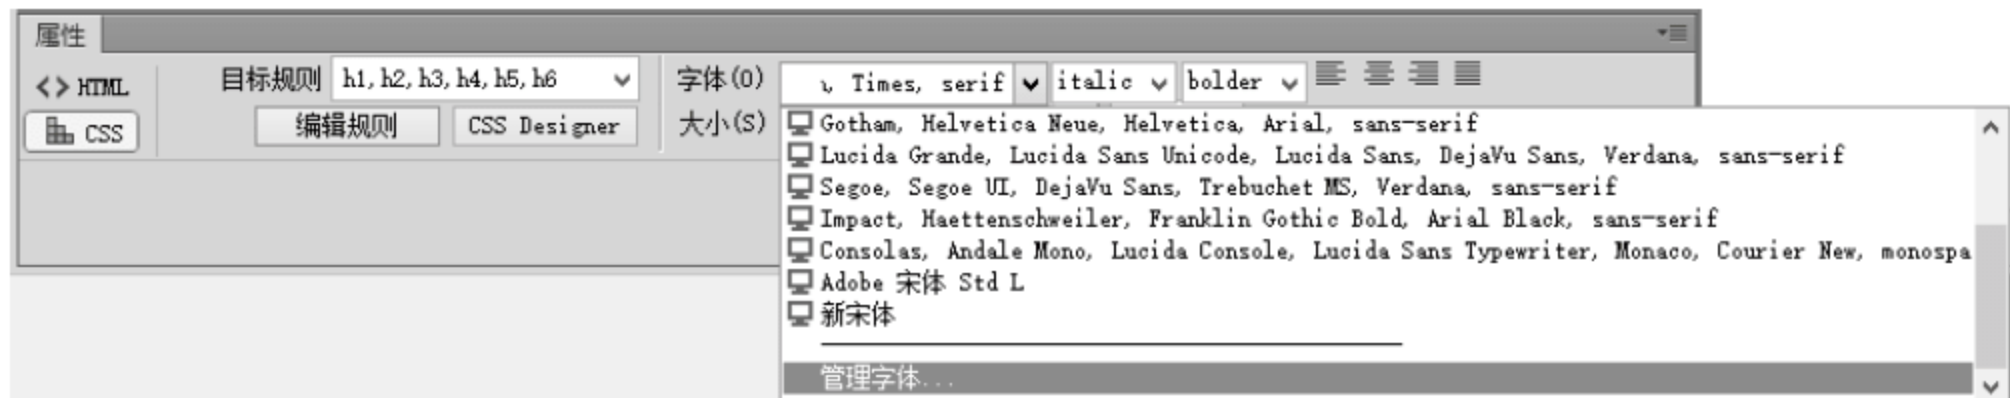 属性
<> HTML 目标规则 h1, h2, h3, h4, h5, h6 字体(O) , Times, serif italic bolder
CSS 编辑规则 CSS Designer 大小(S)
Gotham, Helvetica Neue, Helvetica, Arial, sans-serif
Lucida Grande, Lucida Sans Unicode, Lucida Sans, DejaVu Sans, Verdana, sans-serif
Segoe, Segoe UI, DejaVu Sans, Trebuchet MS, Verdana, sans-serif
Impact, Haettenschweiler, Franklin Gothic Bold, Arial Black, sans-serif
Consolas, Andale Mono, Lucida Console, Lucida Sans Typewriter, Monaco, Courier New, monospa
Adobe 宋体 Std L
新宋体
管理字体...